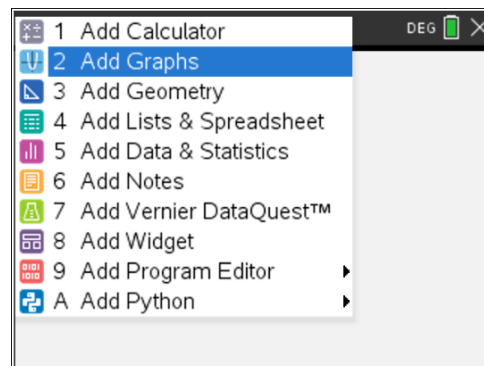 1 Add Calculator
DEG
2 Add Graphs
3 Add Geometry
4 Add Lists & Spreadsheet
5 Add Data & Statistics
6 Add Notes
7 Add Vernier DataQuest™
8 Add Widget
9 Add Program Editor
A Add Python